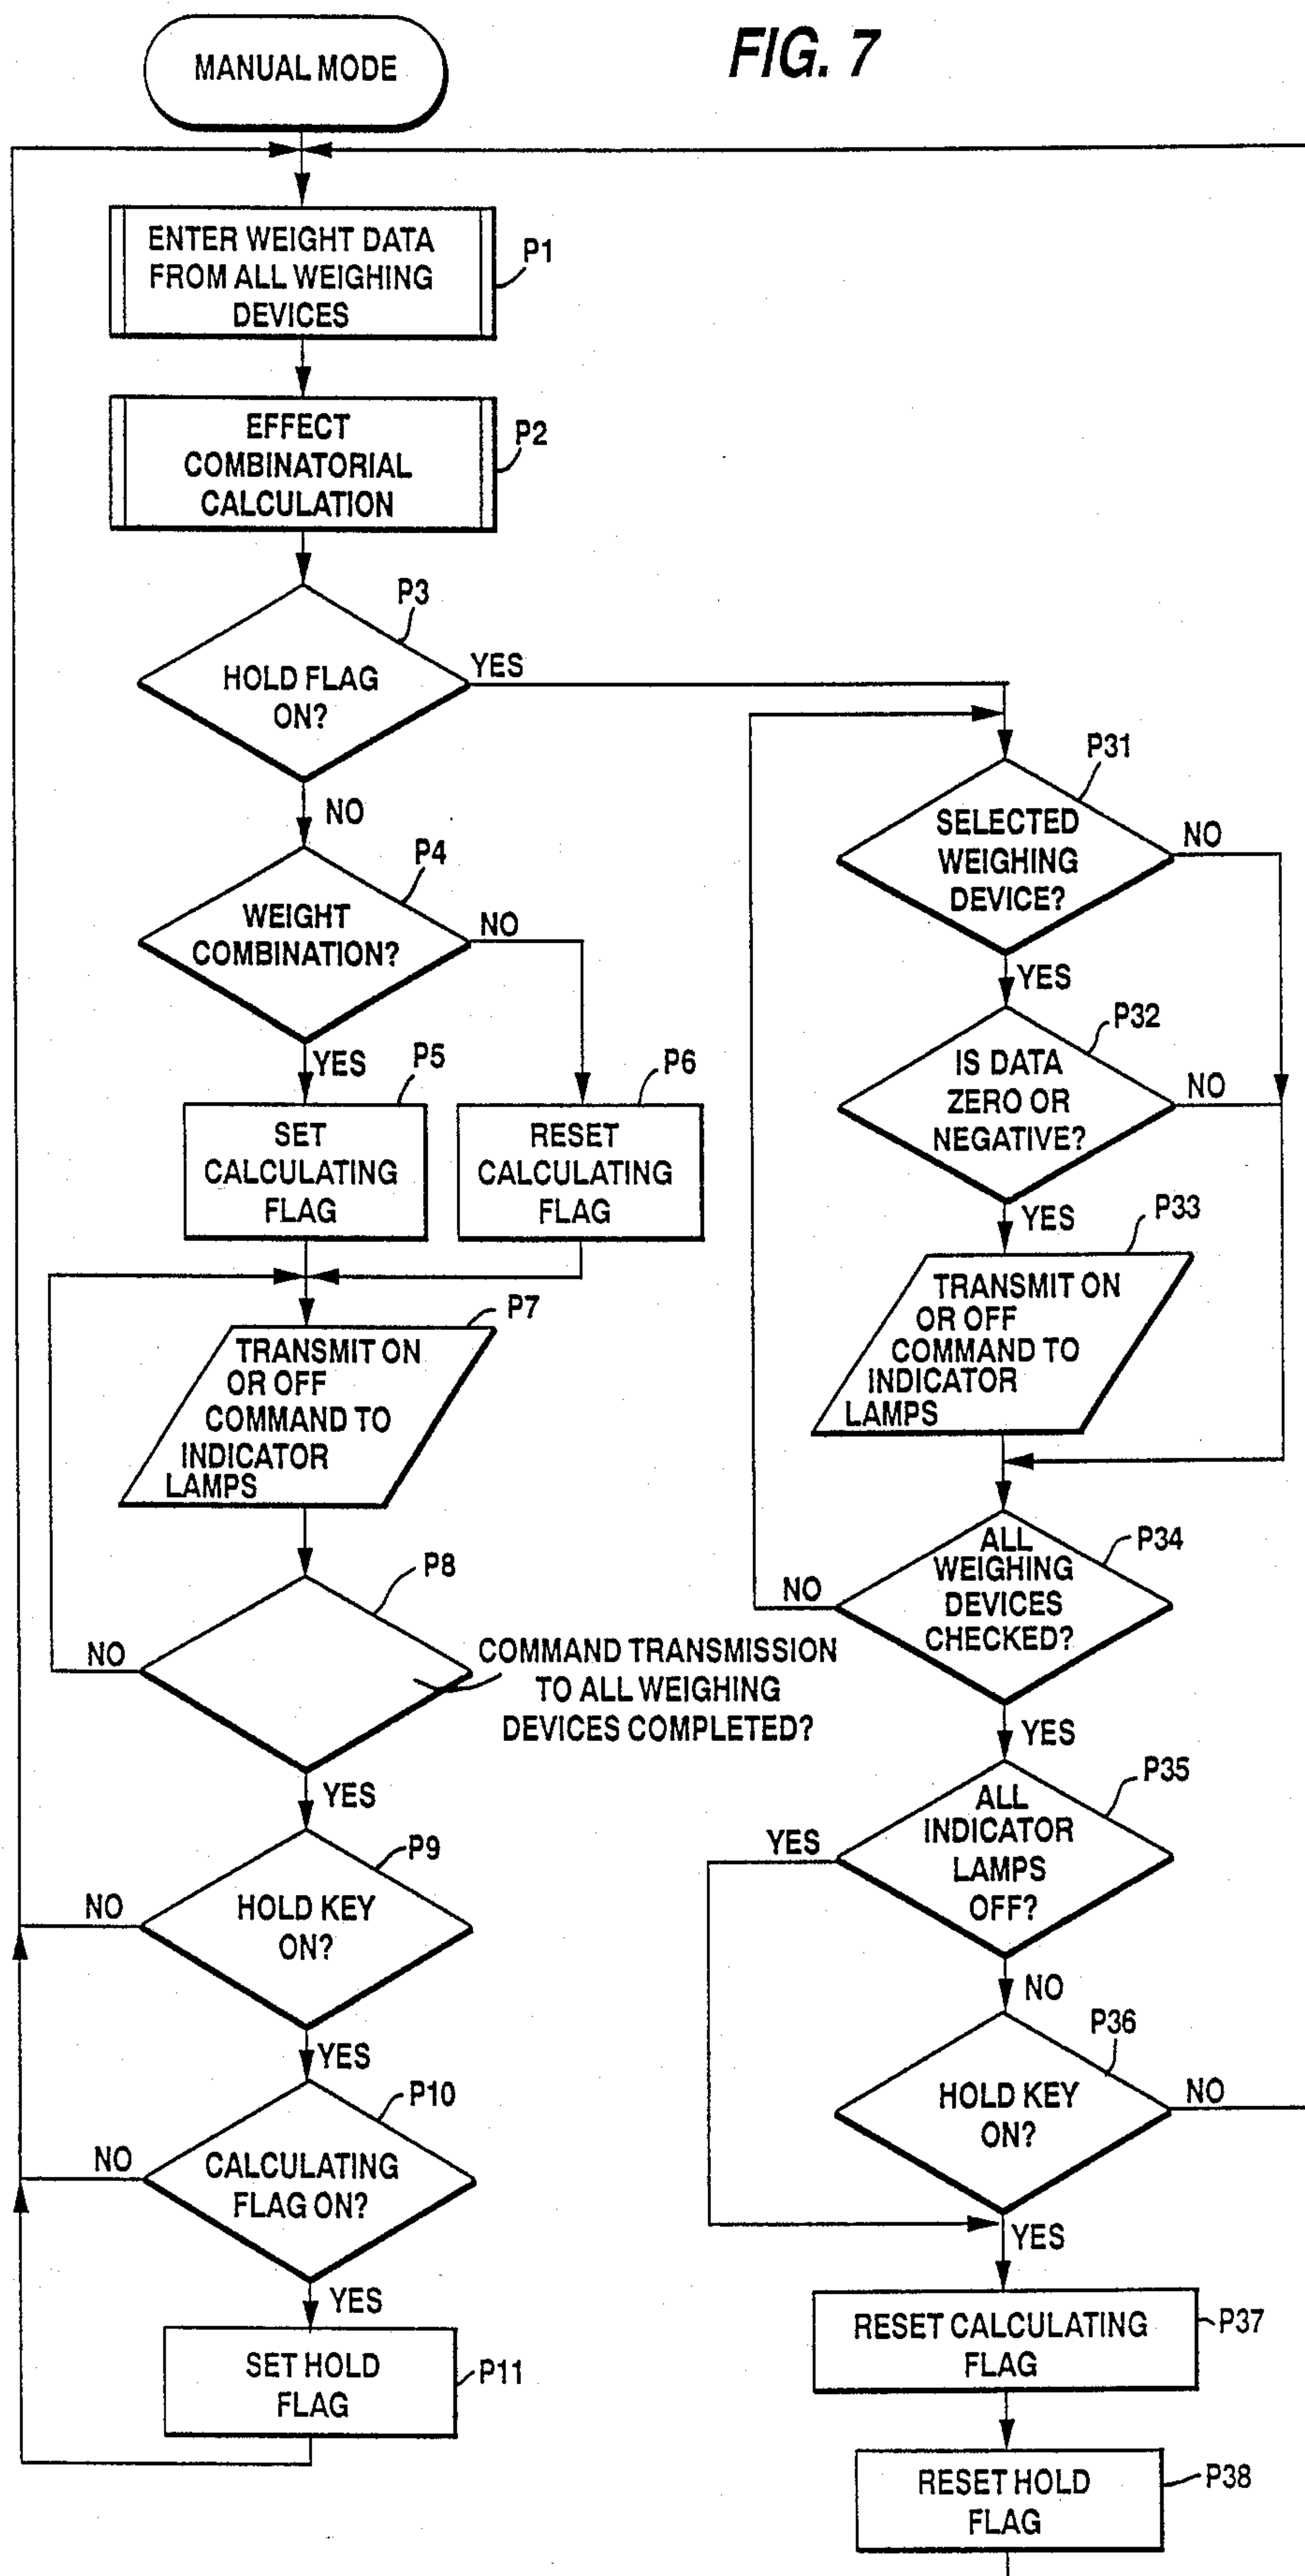 FIG. 7
MANUAL MODE
ENTER WEIGHT DATA
FROM ALL WEIGHING
DEVICES
P1
EFFECT
COMBINATORIAL
CALCULATION
P2
P3
HOLD FLAG
ON?
YES
NO
P4
WEIGHT
COMBINATION?
NO
YES
P5
SET
CALCULATING
FLAG
P6
RESET
CALCULATING
FLAG
P7
TRANSMIT ON
OR OFF
COMMAND TO
INDICATOR
LAMPS
P8
NO
COMMAND TRANSMISSION
TO ALL WEIGHING
DEVICES COMPLETED?
YES
P9
NO
HOLD KEY
ON?
YES
P10
NO
CALCULATING
FLAG ON?
YES
SET HOLD
FLAG
P11
P31
SELECTED
WEIGHING
DEVICE?
NO
YES
P32
IS DATA
ZERO OR
NEGATIVE?
NO
YES
P33
TRANSMIT ON
OR OFF
COMMAND TO
INDICATOR
LAMPS
P34
ALL
WEIGHING
DEVICES
CHECKED?
NO
YES
P35
ALL
INDICATOR
LAMPS
OFF?
YES
NO
P36
HOLD KEY
ON?
NO
YES
RESET CALCULATING
FLAG
P37
RESET HOLD
FLAG
P38